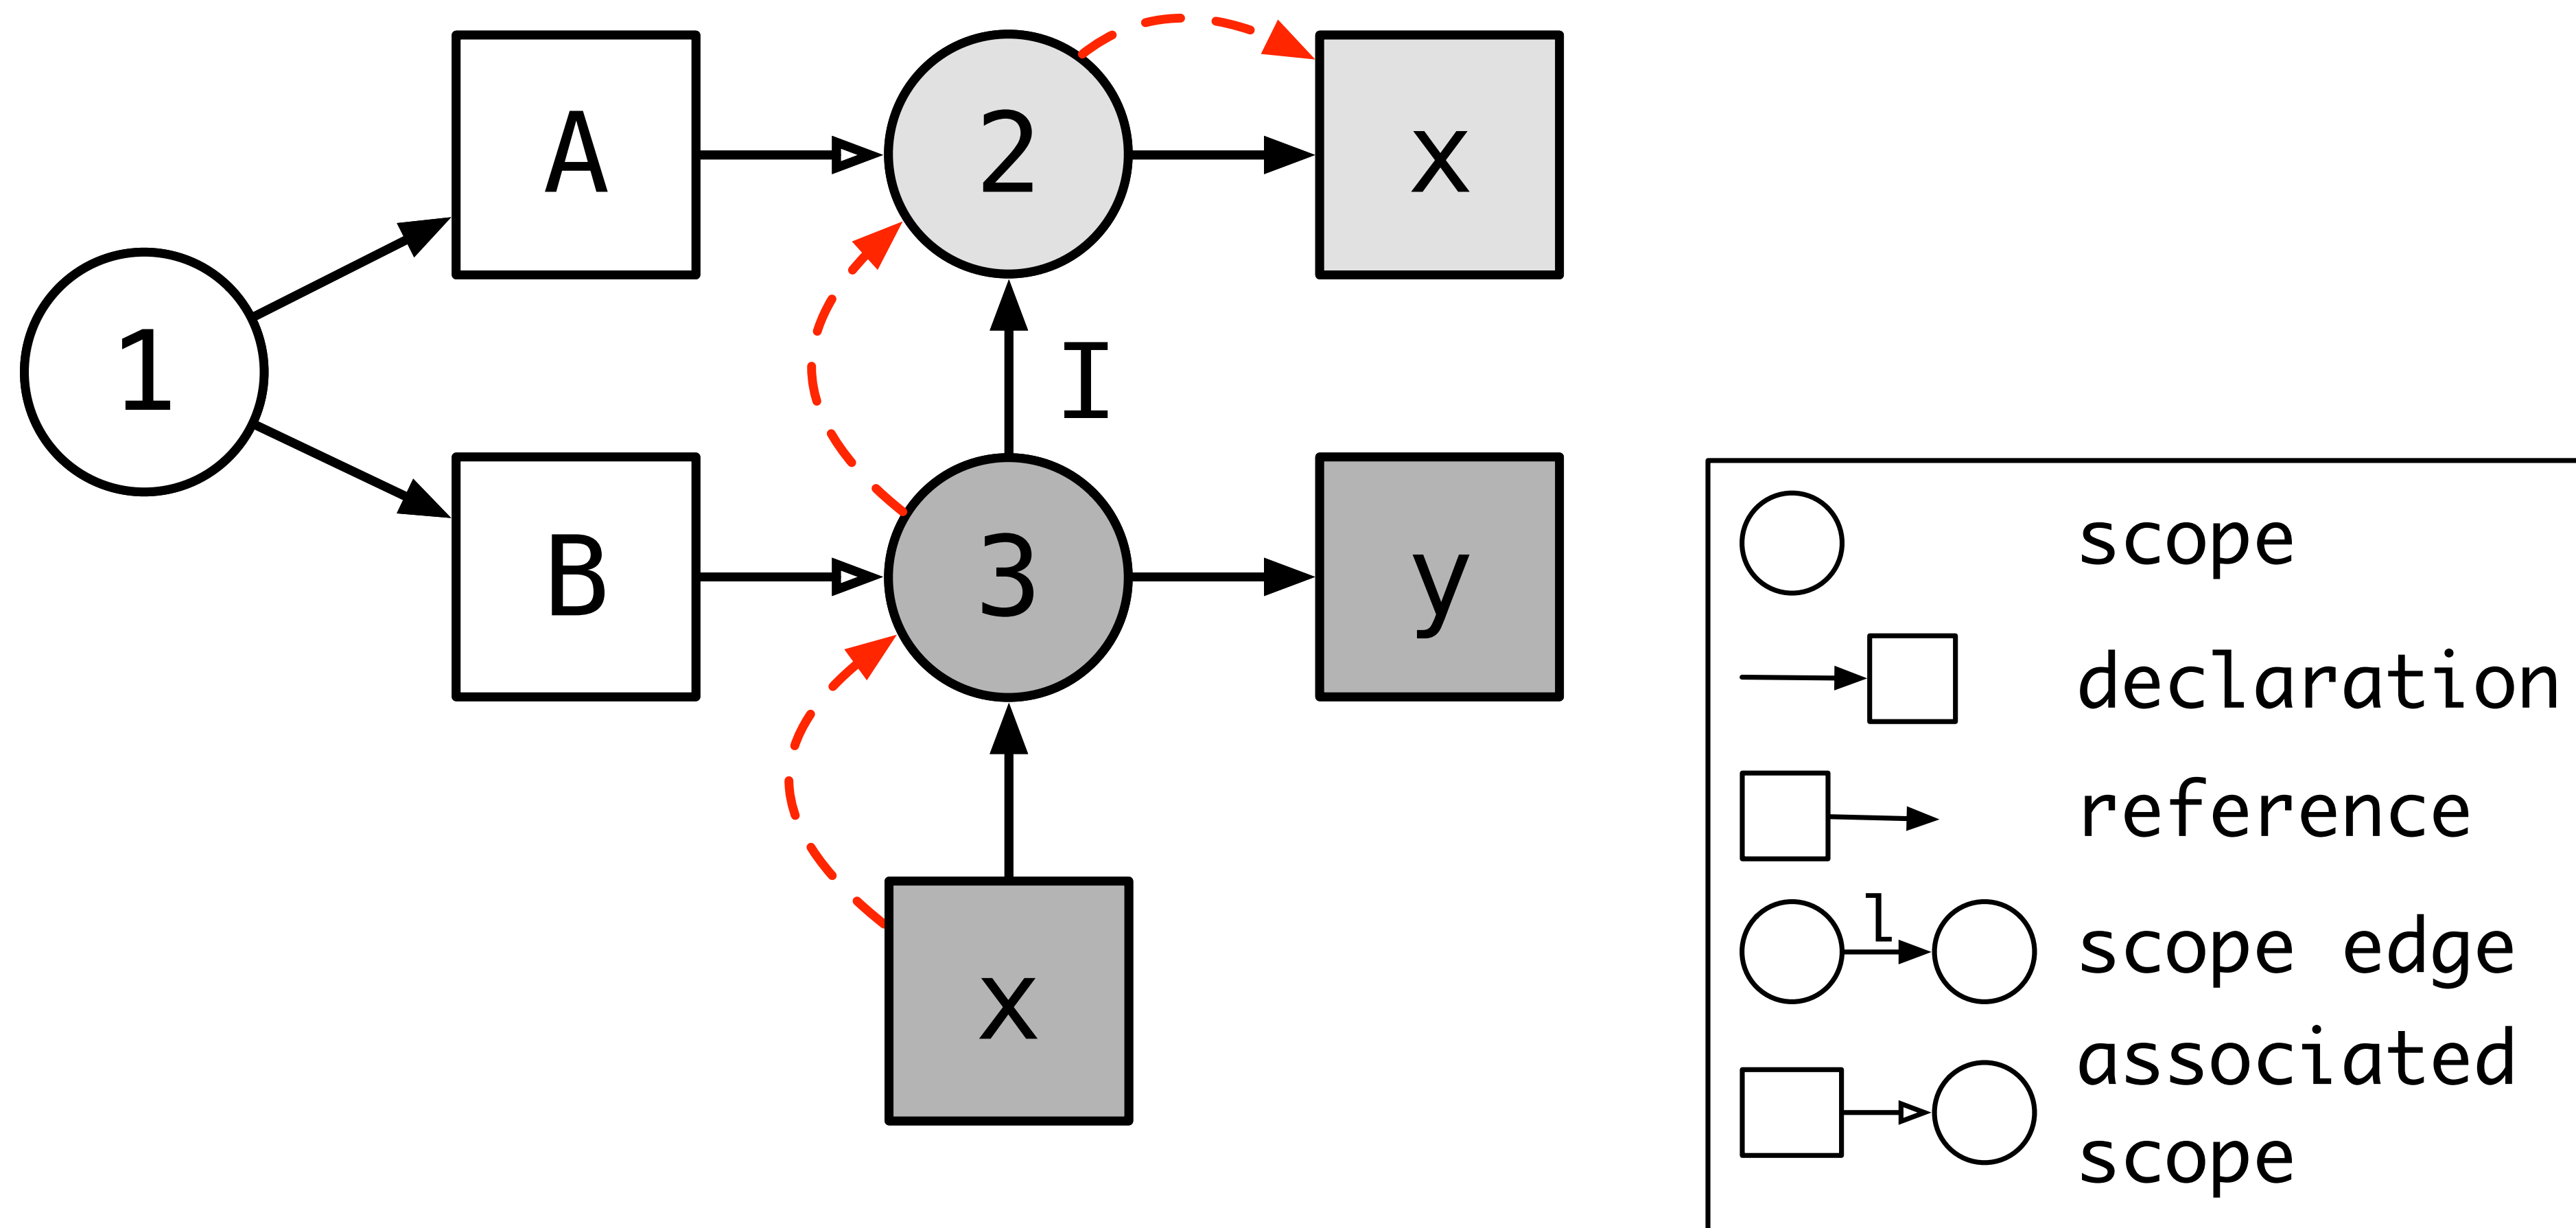 A
2
x
1
I
B
3
y
x
scope
declaration
reference
l
scope edge
associated
scope